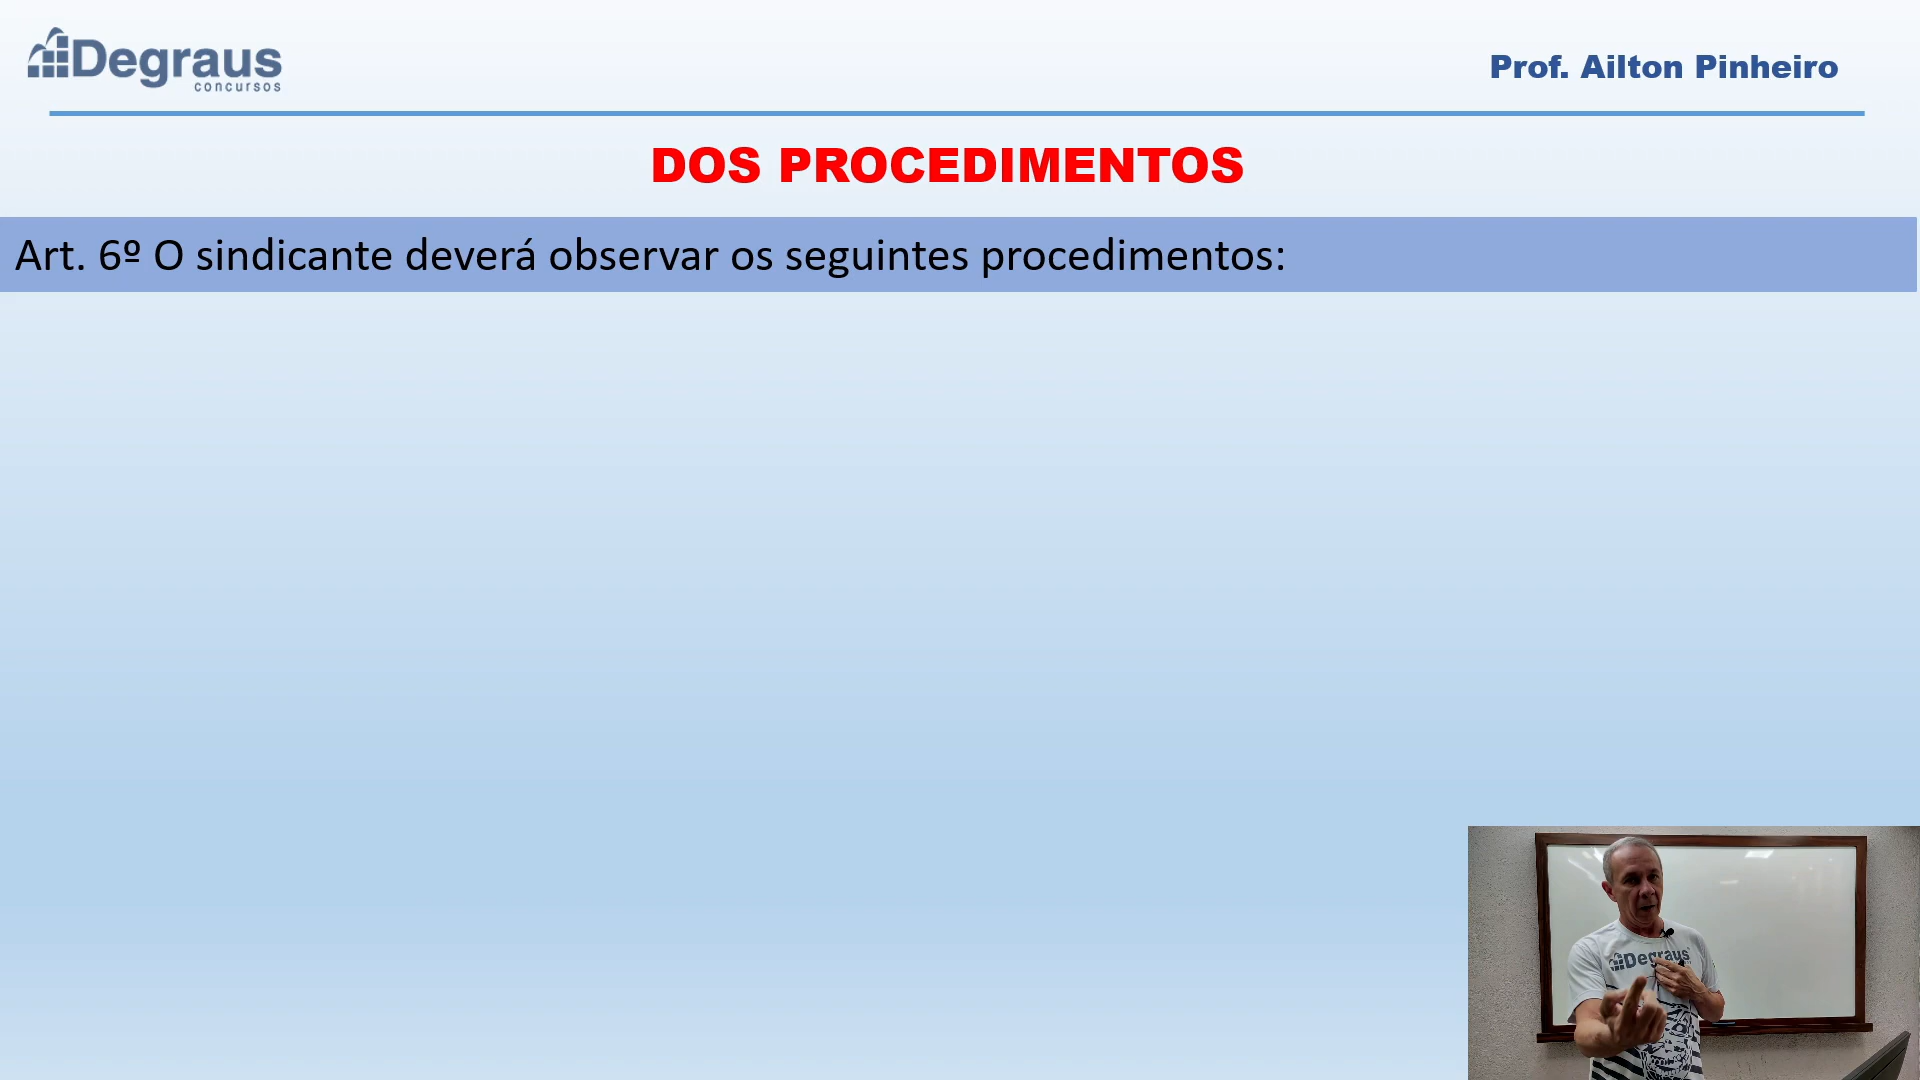 Degraus
concursos
Prof. Ailton Pinheiro
DOS PROCEDIMENTOS
Art. 6º O sindicante deverá observar os seguintes procedimentos:
Degraus